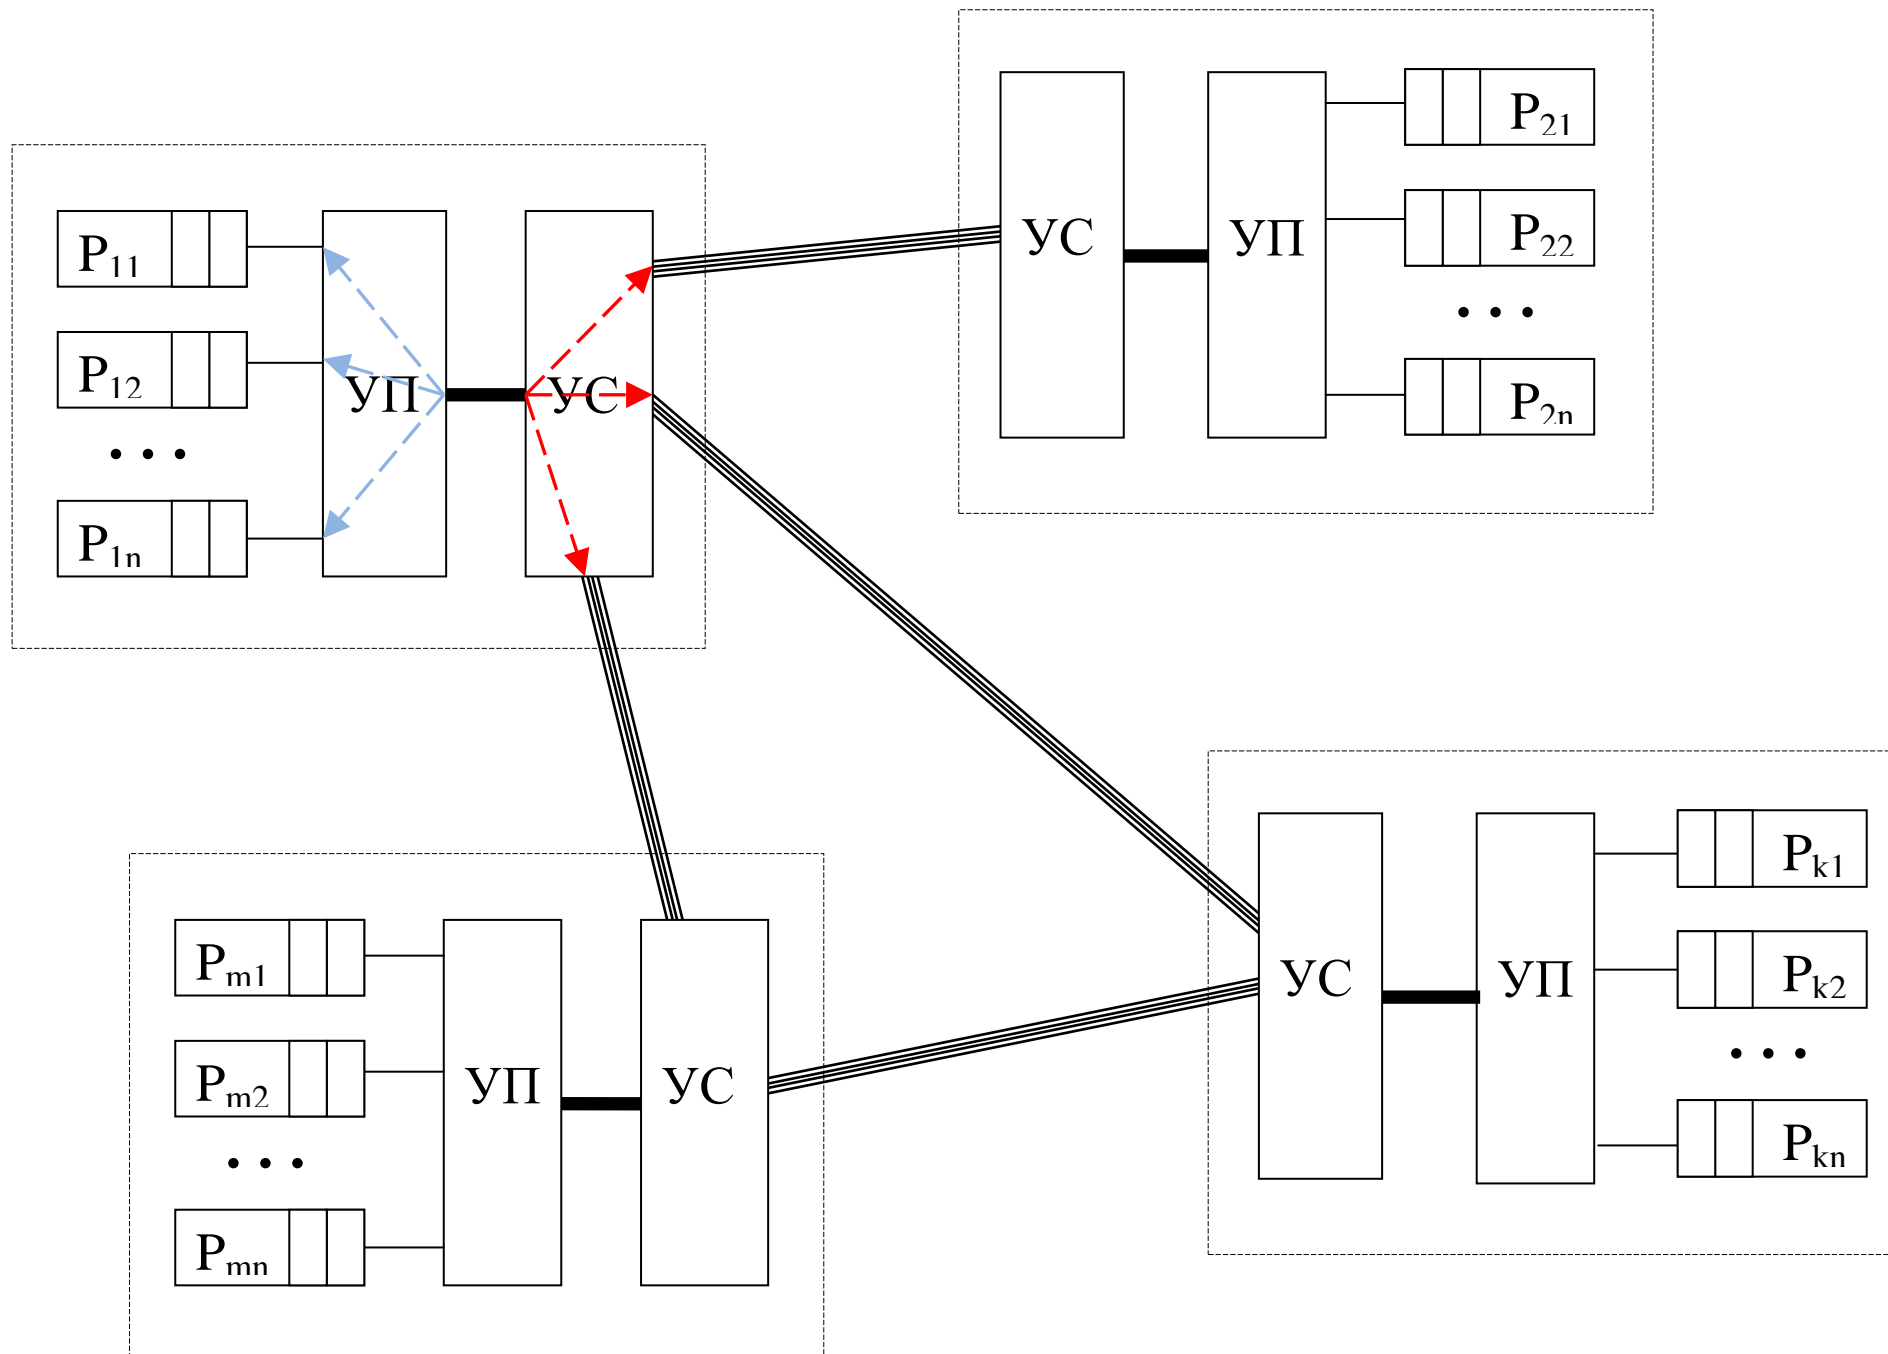 P₁₁
P₁₂
. . .
P₁ₙ
УП
УС
УС
УП
P₂₁
P₂₂
. . .
P₂ₙ
Pₘ₁
Pₘ₂
. . .
Pₘₙ
УП
УС
УС
УП
Pₖ₁
Pₖ₂
. . .
Pₖₙ